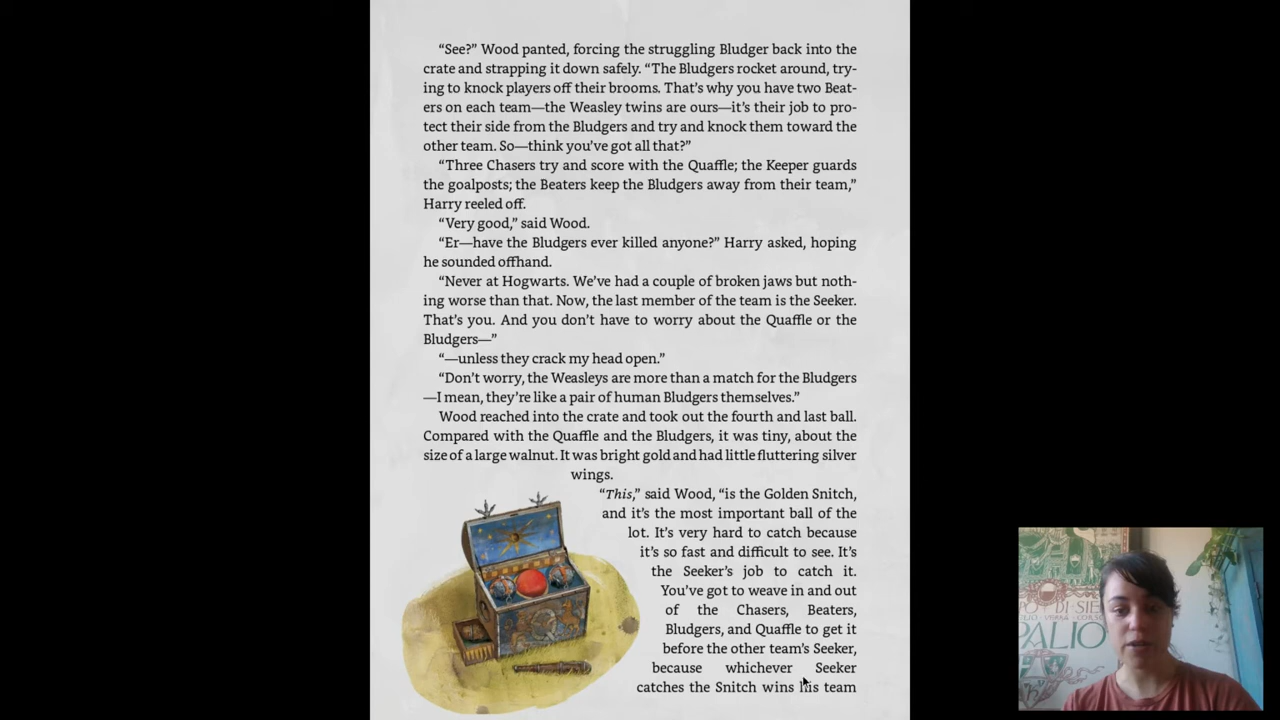 “See?” Wood panted, forcing the struggling Bludger back into the
crate and strapping it down safely. “The Bludgers rocket around, try-
ing to knock players off their brooms. That’s why you have two Beat-
ers on each team—the Weasley twins are ours—it’s their job to pro-
tect their side from the Bludgers and try and knock them toward the
other team. So—think you’ve got all that?”
“Three Chasers try and score with the Quaffle; the Keeper guards
the goalposts; the Beaters keep the Bludgers away from their team,”
Harry reeled off.
“Very good,” said Wood.
“Er—have the Bludgers ever killed anyone?” Harry asked, hoping
he sounded offhand.
“Never at Hogwarts. We’ve had a couple of broken jaws but noth-
ing worse than that. Now, the last member of the team is the Seeker.
That’s you. And you don’t have to worry about the Quaffle or the
Bludgers—”
“—unless they crack my head open.”
“Don’t worry, the Weasleys are more than a match for the Bludgers
—I mean, they’re like a pair of human Bludgers themselves.”
Wood reached into the crate and took out the fourth and last ball.
Compared with the Quaffle and the Bludgers, it was tiny, about the
size of a large walnut. It was bright gold and had little fluttering silver
wings.
“This,” said Wood, “is the Golden Snitch,
and it’s the most important ball of the
lot. It’s very hard to catch because
it’s so fast and difficult to see. It’s
the Seeker’s job to catch it.
You’ve got to weave in and out
of the Chasers, Beaters,
Bludgers, and Quaffle to get it
before the other team’s Seeker,
because whichever Seeker
catches the Snitch wins his team
PALIO